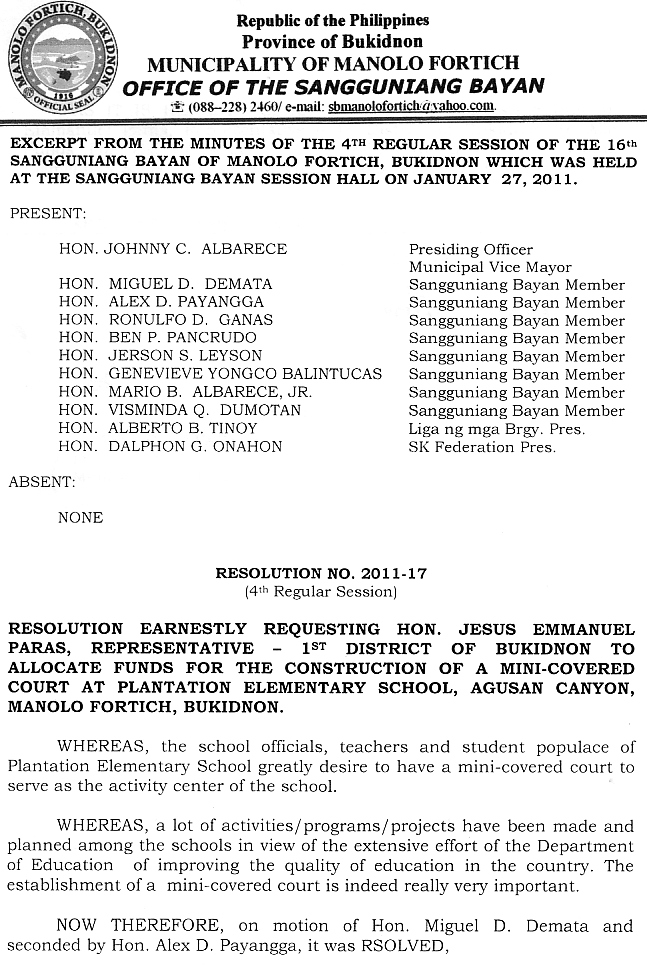 MANOLO FORTICH, BUKIDNON
1916
OFFICIAL SEAL
Republic of the Philippines
Province of Bukidnon
MUNICIPALITY OF MANOLO FORTICH
OFFICE OF THE SANGGUNIANG BAYAN
☏ (088-228) 2460/ e-mail: sbmanolofortich@yahoo.com.
EXCERPT FROM THE MINUTES OF THE 4TH REGULAR SESSION OF THE 16th
SANGGUNIANG BAYAN OF MANOLO FORTICH, BUKIDNON WHICH WAS HELD
AT THE SANGGUNIANG BAYAN SESSION HALL ON JANUARY 27, 2011.
PRESENT:
HON. JOHNNY C. ALBARECE Presiding Officer
Municipal Vice Mayor
HON. MIGUEL D. DEMATA Sangguniang Bayan Member
HON. ALEX D. PAYANGGA Sangguniang Bayan Member
HON. RONULFO D. GANAS Sangguniang Bayan Member
HON. BEN P. PANCRUDO Sangguniang Bayan Member
HON. JERSON S. LEYSON Sangguniang Bayan Member
HON. GENEVIEVE YONGCO BALINTUCAS Sangguniang Bayan Member
HON. MARIO B. ALBARECE, JR. Sangguniang Bayan Member
HON. VISMINDA Q. DUMOTAN Sangguniang Bayan Member
HON. ALBERTO B. TINOY Liga ng mga Brgy. Pres.
HON. DALPHON G. ONAHON SK Federation Pres.
ABSENT:
NONE
RESOLUTION NO. 2011-17
(4th Regular Session)
RESOLUTION EARNESTLY REQUESTING HON. JESUS EMMANUEL
PARAS, REPRESENTATIVE – 1ST DISTRICT OF BUKIDNON TO
ALLOCATE FUNDS FOR THE CONSTRUCTION OF A MINI-COVERED
COURT AT PLANTATION ELEMENTARY SCHOOL, AGUSAN CANYON,
MANOLO FORTICH, BUKIDNON.
WHEREAS, the school officials, teachers and student populace of
Plantation Elementary School greatly desire to have a mini-covered court to
serve as the activity center of the school.
WHEREAS, a lot of activities/programs/projects have been made and
planned among the schools in view of the extensive effort of the Department
of Education of improving the quality of education in the country. The
establishment of a mini-covered court is indeed really very important.
NOW THEREFORE, on motion of Hon. Miguel D. Demata and
seconded by Hon. Alex D. Payangga, it was RSOLVED,